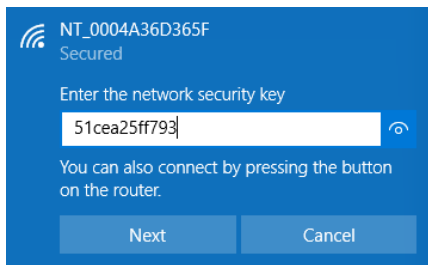 NT_0004A36D365F
Secured
Enter the network security key
51cea25ff793
You can also connect by pressing the button
on the router.
Next
Cancel